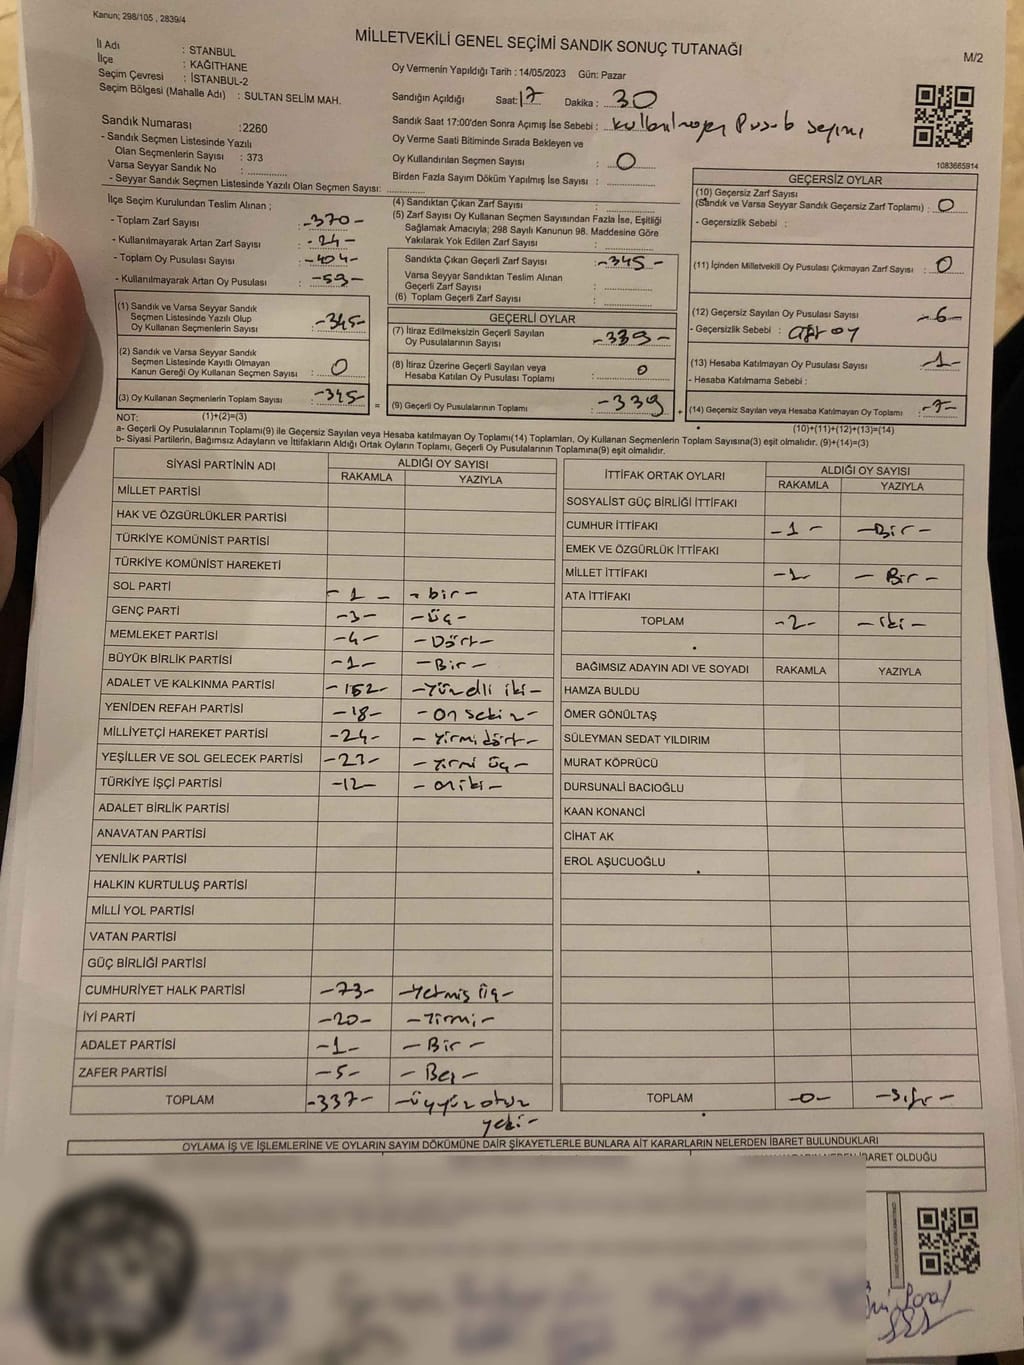 Kanun; 298/105 , 2839/4
MİLLETVEKİLİ GENEL SEÇİMİ SANDIK SONUÇ TUTANAĞI
M/2
İl Adı : STANBUL
İlçe : KAĞITHANE
Seçim Çevresi : İSTANBUL-2
Seçim Bölgesi (Mahalle Adı) : SULTAN SELİM MAH.
Oy Vermenin Yapıldığı Tarih : 14/05/2023 Gün: Pazar
Sandığın Açıldığı Saat: 17 Dakika : 30
Sandık Saat 17:00'den Sonra Açımış İse Sebebi : kullanılmayan Pusula sayımı
Oy Verme Saati Bitiminde Sırada Bekleyen ve
Oy Kullandırılan Seçmen Sayısı : 0
Birden Fazla Sayım Döküm Yapılmış İse Sayısı :
1083665914
Sandık Numarası :2260
- Sandık Seçmen Listesinde Yazılı
Olan Seçmenlerin Sayısı : 373
Varsa Seyyar Sandık No :
- Seyyar Sandık Seçmen Listesinde Yazılı Olan Seçmen Sayısı:
İlçe Seçim Kurulundan Teslim Alınan ;
- Toplam Zarf Sayısı : -370-
- Kullanılmayarak Artan Zarf Sayısı : -24-
- Toplam Oy Pusulası Sayısı : -404-
- Kullanılmayarak Artan Oy Pusulası : -53-
(1) Sandık ve Varsa Seyyar Sandık
Seçmen Listesinde Yazılı Olup
Oy Kullanan Seçmenlerin Sayısı : -345-
(2) Sandık ve Varsa Seyyar Sandık
Seçmen Listesinde Kayıtlı Olmayan
Kanun Gereği Oy Kullanan Seçmen Sayısı : 0
(3) Oy Kullanan Seçmenlerin Toplam Sayısı : -345-
(4) Sandıktan Çıkan Zarf Sayısı :
(5) Zarf Sayısı Oy Kullanan Seçmen Sayısından Fazla İse, Eşitliği
Sağlamak Amacıyla; 298 Sayılı Kanunun 98. Maddesine Göre
Yakılarak Yok Edilen Zarf Sayısı :
Sandıkta Çıkan Geçerli Zarf Sayısı : -345-
Varsa Seyyar Sandıktan Teslim Alınan
Geçerli Zarf Sayısı :
(6) Toplam Geçerli Zarf Sayısı :
GEÇERLİ OYLAR
(7) İtiraz Edilmeksizin Geçerli Sayılan
Oy Pusulalarının Sayısı : -339-
(8) İtiraz Üzerine Geçerli Sayılan veya
Hesaba Katılan Oy Pusulası Toplamı : 0
= (9) Geçerli Oy Pusulalarının Toplamı : -339- +
GEÇERSİZ OYLAR
(10) Geçersiz Zarf Sayısı
(Sandık ve Varsa Seyyar Sandık Geçersiz Zarf Toplamı) : 0
- Geçersizlik Sebebi :
(11) İçinden Milletvekili Oy Pusulası Çıkmayan Zarf Sayısı : 0
(12) Geçersiz Sayılan Oy Pusulası Sayısı : -6-
- Geçersizlik Sebebi :
(13) Hesaba Katılmayan Oy Pusulası Sayısı : -1-
- Hesaba Katılmama Sebebi :
(14) Geçersiz Sayılan veya Hesaba Katılmayan Oy Toplamı : -7-
NOT: (1)+(2)=(3)
(10)+(11)+(12)+(13)=(14)
a- Geçerli Oy Pusulalarının Toplamı(9) ile Geçersiz Sayılan veya Hesaba katılmayan Oy Toplamı(14) Toplamları, Oy Kullanan Seçmenlerin Toplam Sayısına(3) eşit olmalıdır. (9)+(14)=(3)
b- Siyasi Partilerin, Bağımsız Adayların ve İttifakların Aldığı Ortak Oyların Toplamı, Geçerli Oy Pusulalarının Toplamına(9) eşit olmalıdır.
SİYASİ PARTİNİN ADI ALDIĞI OY SAYISI
RAKAMLA YAZIYLA
MİLLET PARTİSİ
HAK VE ÖZGÜRLÜKLER PARTİSİ
TÜRKİYE KOMÜNİST PARTİSİ
TÜRKİYE KOMÜNİST HAREKETİ
SOL PARTİ - 1 - - bir -
GENÇ PARTİ -3- -üç-
MEMLEKET PARTİSİ -4- -Dört-
BÜYÜK BİRLİK PARTİSİ -1- -Bir -
ADALET VE KALKINMA PARTİSİ -152- -Yüzelli iki-
YENİDEN REFAH PARTİSİ -18- -On sekiz-
MİLLİYETÇİ HAREKET PARTİSİ -24- - Yirmi dört-
YEŞİLLER VE SOL GELECEK PARTİSİ -23- - Yirmi üç-
TÜRKİYE İŞÇİ PARTİSİ -12- - oniki-
ADALET BİRLİK PARTİSİ
ANAVATAN PARTİSİ
YENİLİK PARTİSİ
HALKIN KURTULUŞ PARTİSİ
MİLLİ YOL PARTİSİ
VATAN PARTİSİ
GÜÇ BİRLİĞİ PARTİSİ
CUMHURİYET HALK PARTİSİ -73- -Yetmiş üç-
İYİ PARTİ -20- -Yirmi-
ADALET PARTİSİ -1- - Bir -
ZAFER PARTİSİ -5- - Beş-
TOPLAM -337- -üçyüz otuz
yedi-
İTTİFAK ORTAK OYLARI ALDIĞI OY SAYISI
RAKAMLA YAZIYLA
SOSYALİST GÜÇ BİRLİĞİ İTTİFAKI
CUMHUR İTTİFAKI -1- -Bir-
EMEK VE ÖZGÜRLÜK İTTİFAKI
MİLLET İTTİFAKI -1- - Bir -
ATA İTTİFAKI
TOPLAM -2- -iki-
BAĞIMSIZ ADAYIN ADI VE SOYADI RAKAMLA YAZIYLA
HAMZA BULDU
ÖMER GÖNÜLTAŞ
SÜLEYMAN SEDAT YILDIRIM
MURAT KÖPRÜCÜ
DURSUNALİ BACIOĞLU
KAAN KONANCİ
CİHAT AK
EROL AŞUCUOĞLU
TOPLAM -0- -Sıfır-
OYLAMA İŞ VE İŞLEMLERİNE VE OYLARIN SAYIM DÖKÜMÜNE DAİR ŞİKAYETLERLE BUNLARA AİT KARARLARIN NELERDEN İBARET BULUNDUKLARI
İBARET OLDUĞU